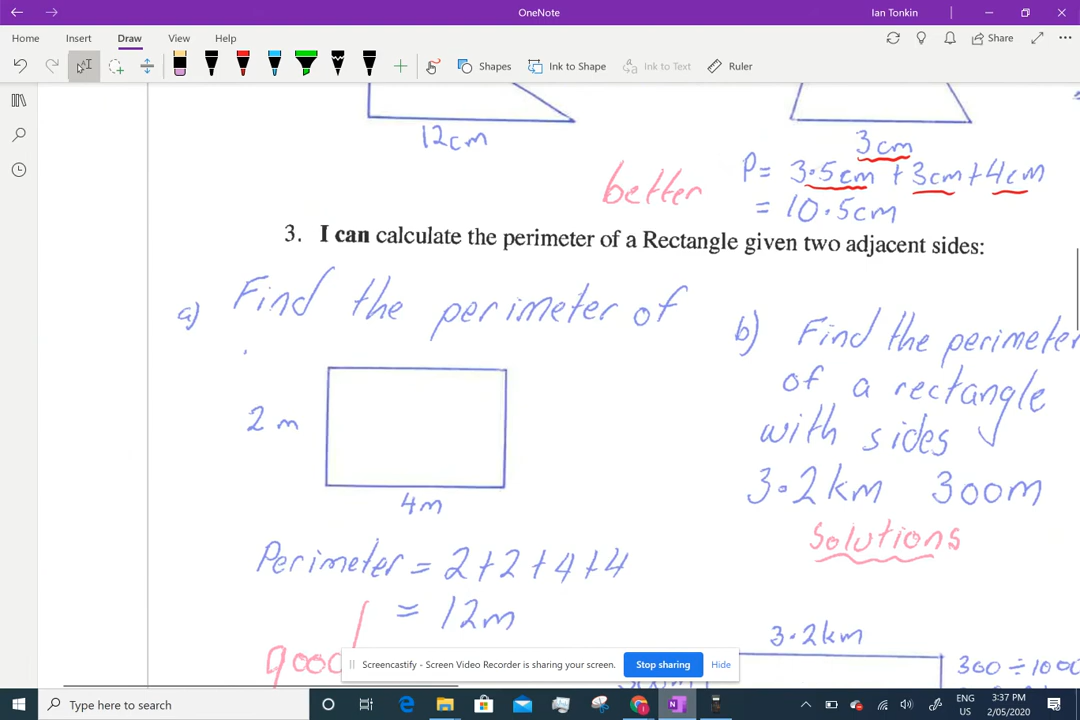 OneNote
Ian Tonkin
Home Insert Draw View Help
Share
Shapes Ink to Shape Ink to Text Ruler
12cm
3cm
better
P= 3.5cm + 3cm + 4cm
= 10.5cm
3. I can calculate the perimeter of a Rectangle given two adjacent sides:
a) Find the perimeter of
2 m
4m
Perimeter = 2+2+4+4
= 12m
good
b) Find the perimeter
of a rectangle
with sides
3.2km 300m
Solutions
3.2km
300 ÷ 1000
Screencastify - Screen Video Recorder is sharing your screen.
Stop sharing
Hide
Type here to search
ENG
US
3:37 PM
2/05/2020